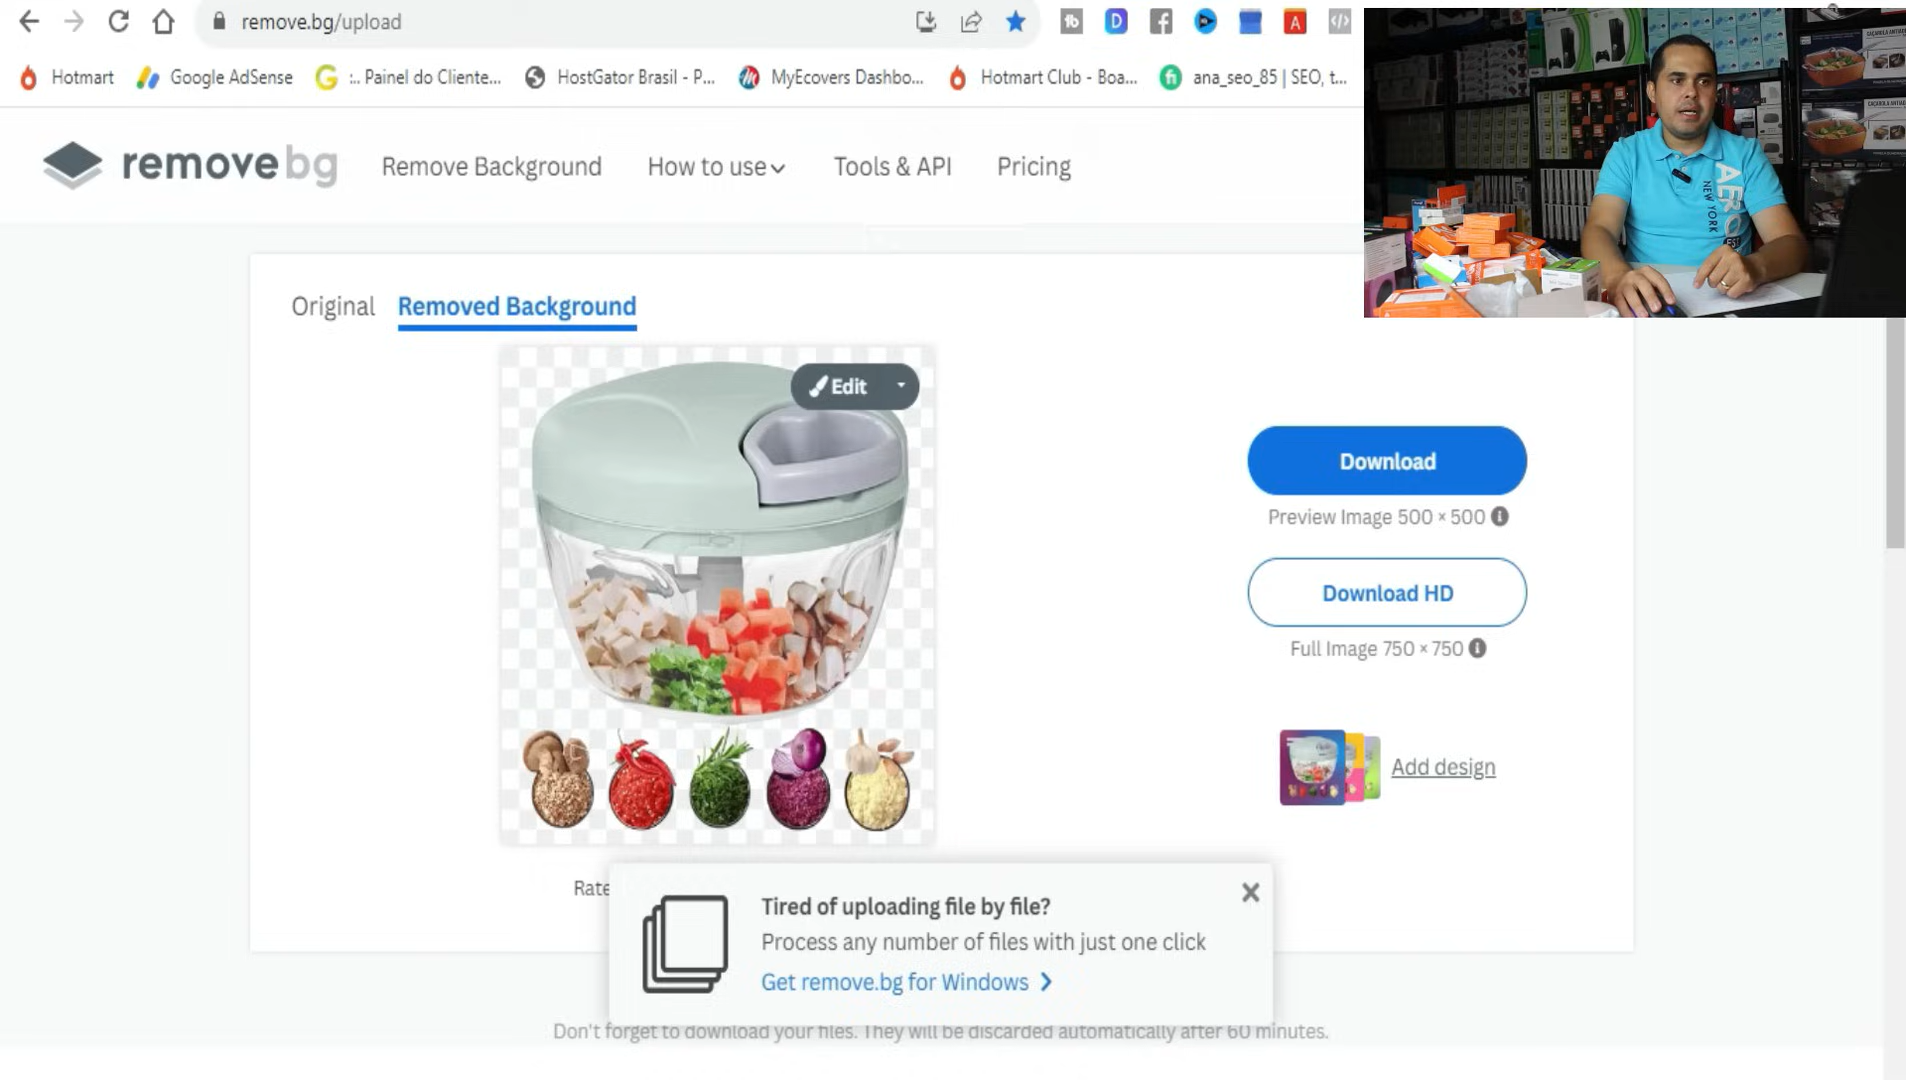 remove.bg/upload
Hotmart
Google AdSense
:. Painel do Cliente...
HostGator Brasil - P...
MyEcovers Dashbo...
Hotmart Club - Boa...
ana_seo_85 | SEO, t...
removebg
Remove Background
How to use
Tools & API
Pricing
AERO
NEW YORK
Original
Removed Background
Edit
Download
Preview Image 500 × 500
Download HD
Full Image 750 × 750
Add design
Rate
Tired of uploading file by file?
Process any number of files with just one click
Get remove.bg for Windows
Don't forget to download your files. They will be discarded automatically after 60 minutes.